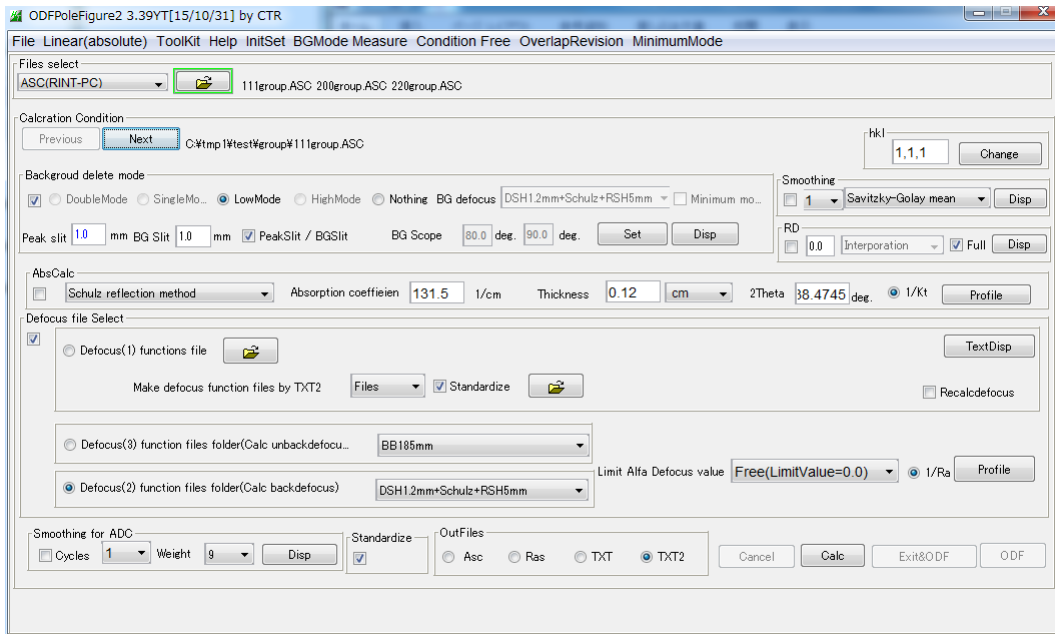 ODFPoleFigure2 3.39YT[15/10/31] by CTR
File Linear(absolute) ToolKit Help InitSet BGMode Measure Condition Free OverlapRevision MinimumMode
Files select
ASC(RINT-PC) 111group.ASC 200group.ASC 220group.ASC
Calcration Condition
Previous Next C:¥tmp1¥test¥group¥111group.ASC
hkl
1,1,1 Change
Backgroud delete mode
DoubleMode SingleMo... LowMode HighMode Nothing BG defocus DSH1.2mm+Schulz+RSH5mm Minimum mo...
Peak slit 1.0 mm BG Slit 1.0 mm PeakSlit / BGSlit BG Scope 80.0 deg. 90.0 deg. Set Disp
Smoothing
1 Savitzky-Golay mean Disp
RD
0.0 Interporation Full Disp
AbsCalc
Schulz reflection method Absorption coeffieien 131.5 1/cm Thickness 0.12 cm 2Theta 38.4745 deg. 1/Kt Profile
Defocus file Select
Defocus(1) functions file TextDisp
Make defocus function files by TXT2 Files Standardize Recalcdefocus
Defocus(3) function files folder(Calc unbackdefocu... BB185mm
Limit Alfa Defocus value Free(LimitValue=0.0) 1/Ra Profile
Defocus(2) function files folder(Calc backdefocus) DSH1.2mm+Schulz+RSH5mm
Smoothing for ADC
Cycles 1 Weight 9 Disp
Standardize
OutFiles
Asc Ras TXT TXT2
Cancel Calc Exit&ODF ODF